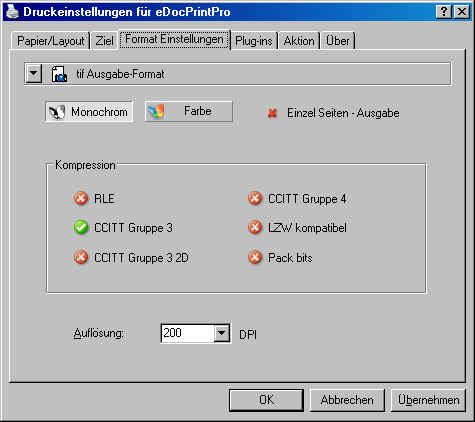 Druckeinstellungen für eDocPrintPro
Papier/Layout Ziel Format Einstellungen Plug-ins Aktion Über
tif Ausgabe-Format
Monochrom Farbe Einzel Seiten - Ausgabe
Kompression
RLE CCITT Gruppe 4
CCITT Gruppe 3 LZW kompatibel
CCITT Gruppe 3 2D Pack bits
Auflösung: 200 DPI
OK Abbrechen Übernehmen